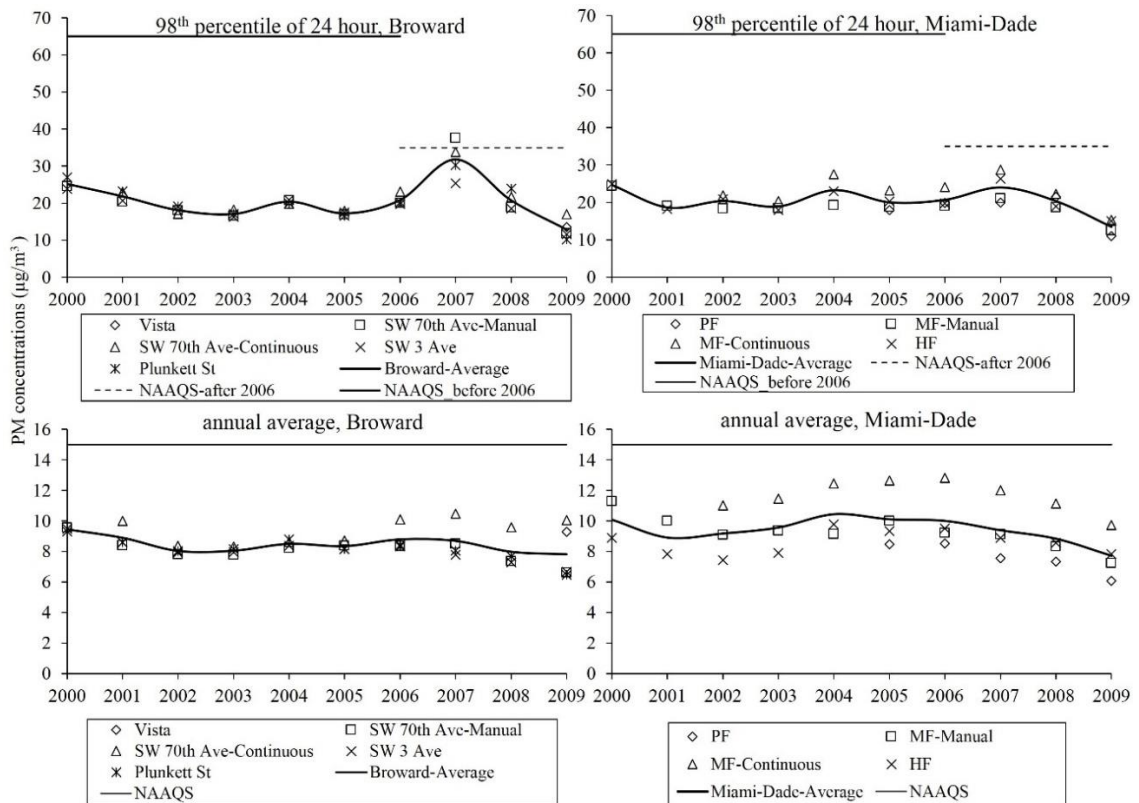 98th percentile of 24 hour, Broward
70
60
50
40
30
20
10
0
2000 2001 2002 2003 2004 2005 2006 2007 2008 2009
Vista SW 70th Ave-Manual
SW 70th Ave-Continuous SW 3 Ave
Plunkett St Broward-Average
NAAQS-after 2006 NAAQS_before 2006
98th percentile of 24 hour, Miami-Dade
70
60
50
40
30
20
10
0
2000 2001 2002 2003 2004 2005 2006 2007 2008 2009
PF MF-Manual
MF-Continuous HF
Miami-Dade-Average NAAQS-after 2006
NAAQS_before 2006
PM concentrations (µg/m³)
annual average, Broward
16
14
12
10
8
6
4
2
0
2000 2001 2002 2003 2004 2005 2006 2007 2008 2009
Vista SW 70th Ave-Manual
SW 70th Ave-Continuous SW 3 Ave
Plunkett St Broward-Average
NAAQS
annual average, Miami-Dade
16
14
12
10
8
6
4
2
0
2000 2001 2002 2003 2004 2005 2006 2007 2008 2009
PF MF-Manual
MF-Continuous HF
Miami-Dade-Average NAAQS